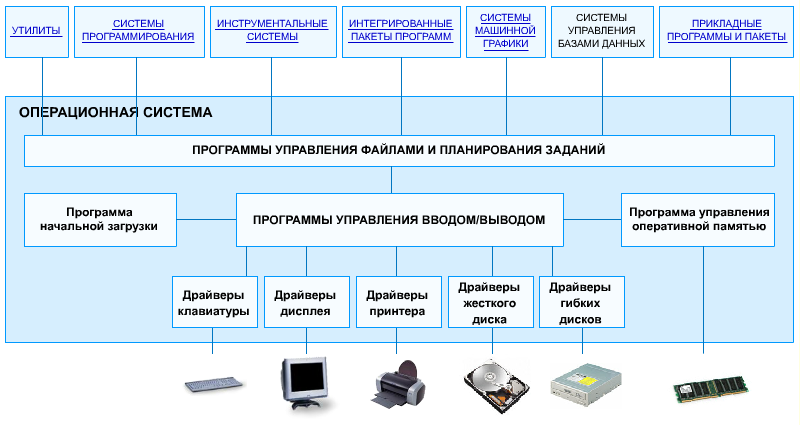 УТИЛИТЫ
СИСТЕМЫ
ПРОГРАММИРОВАНИЯ
ИНСТРУМЕНТАЛЬНЫЕ
СИСТЕМЫ
ИНТЕГРИРОВАННЫЕ
ПАКЕТЫ ПРОГРАММ
СИСТЕМЫ
МАШИННОЙ
ГРАФИКИ
СИСТЕМЫ
УПРАВЛЕНИЯ
БАЗАМИ ДАННЫХ
ПРИКЛАДНЫЕ
ПРОГРАММЫ И ПАКЕТЫ
ОПЕРАЦИОННАЯ СИСТЕМА
ПРОГРАММЫ УПРАВЛЕНИЯ ФАЙЛАМИ И ПЛАНИРОВАНИЯ ЗАДАНИЙ
Программа
начальной загрузки
ПРОГРАММЫ УПРАВЛЕНИЯ ВВОДОМ/ВЫВОДОМ
Программа управления
оперативной памятью
Драйверы
клавиатуры
Драйверы
дисплея
Драйверы
принтера
Драйверы
жесткого
диска
Драйверы
гибких
дисков